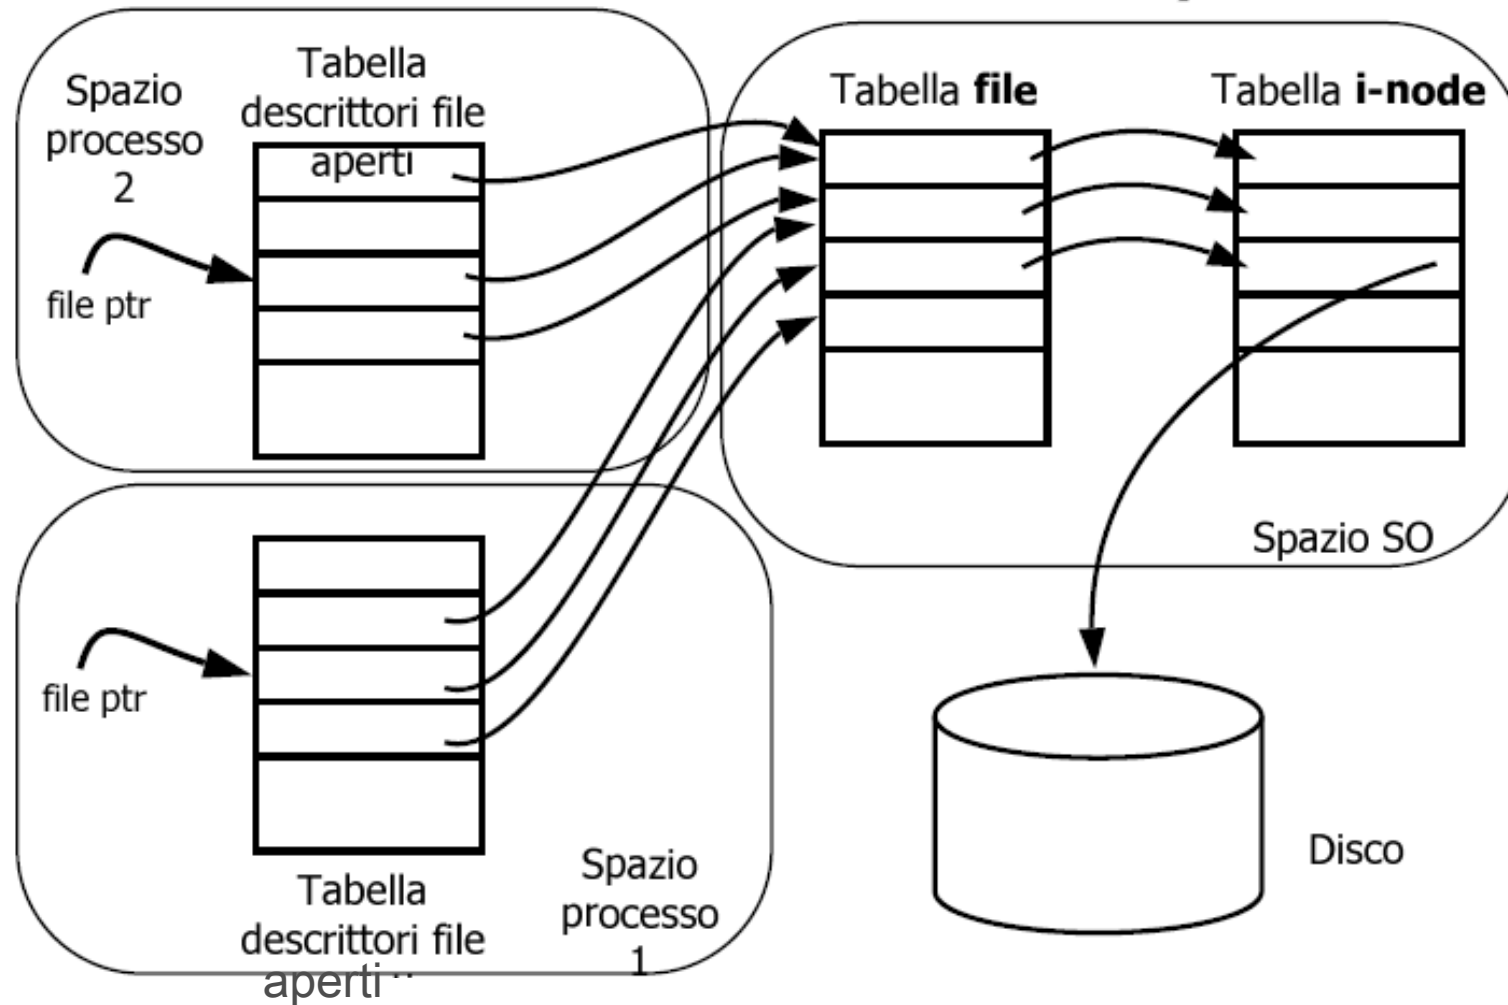 Spazio
processo
2
Tabella
descrittori file
aperti
file ptr
Tabella file
Tabella i-node
Spazio SO
file ptr
Tabella
descrittori file
aperti
Spazio
processo
1
Disco